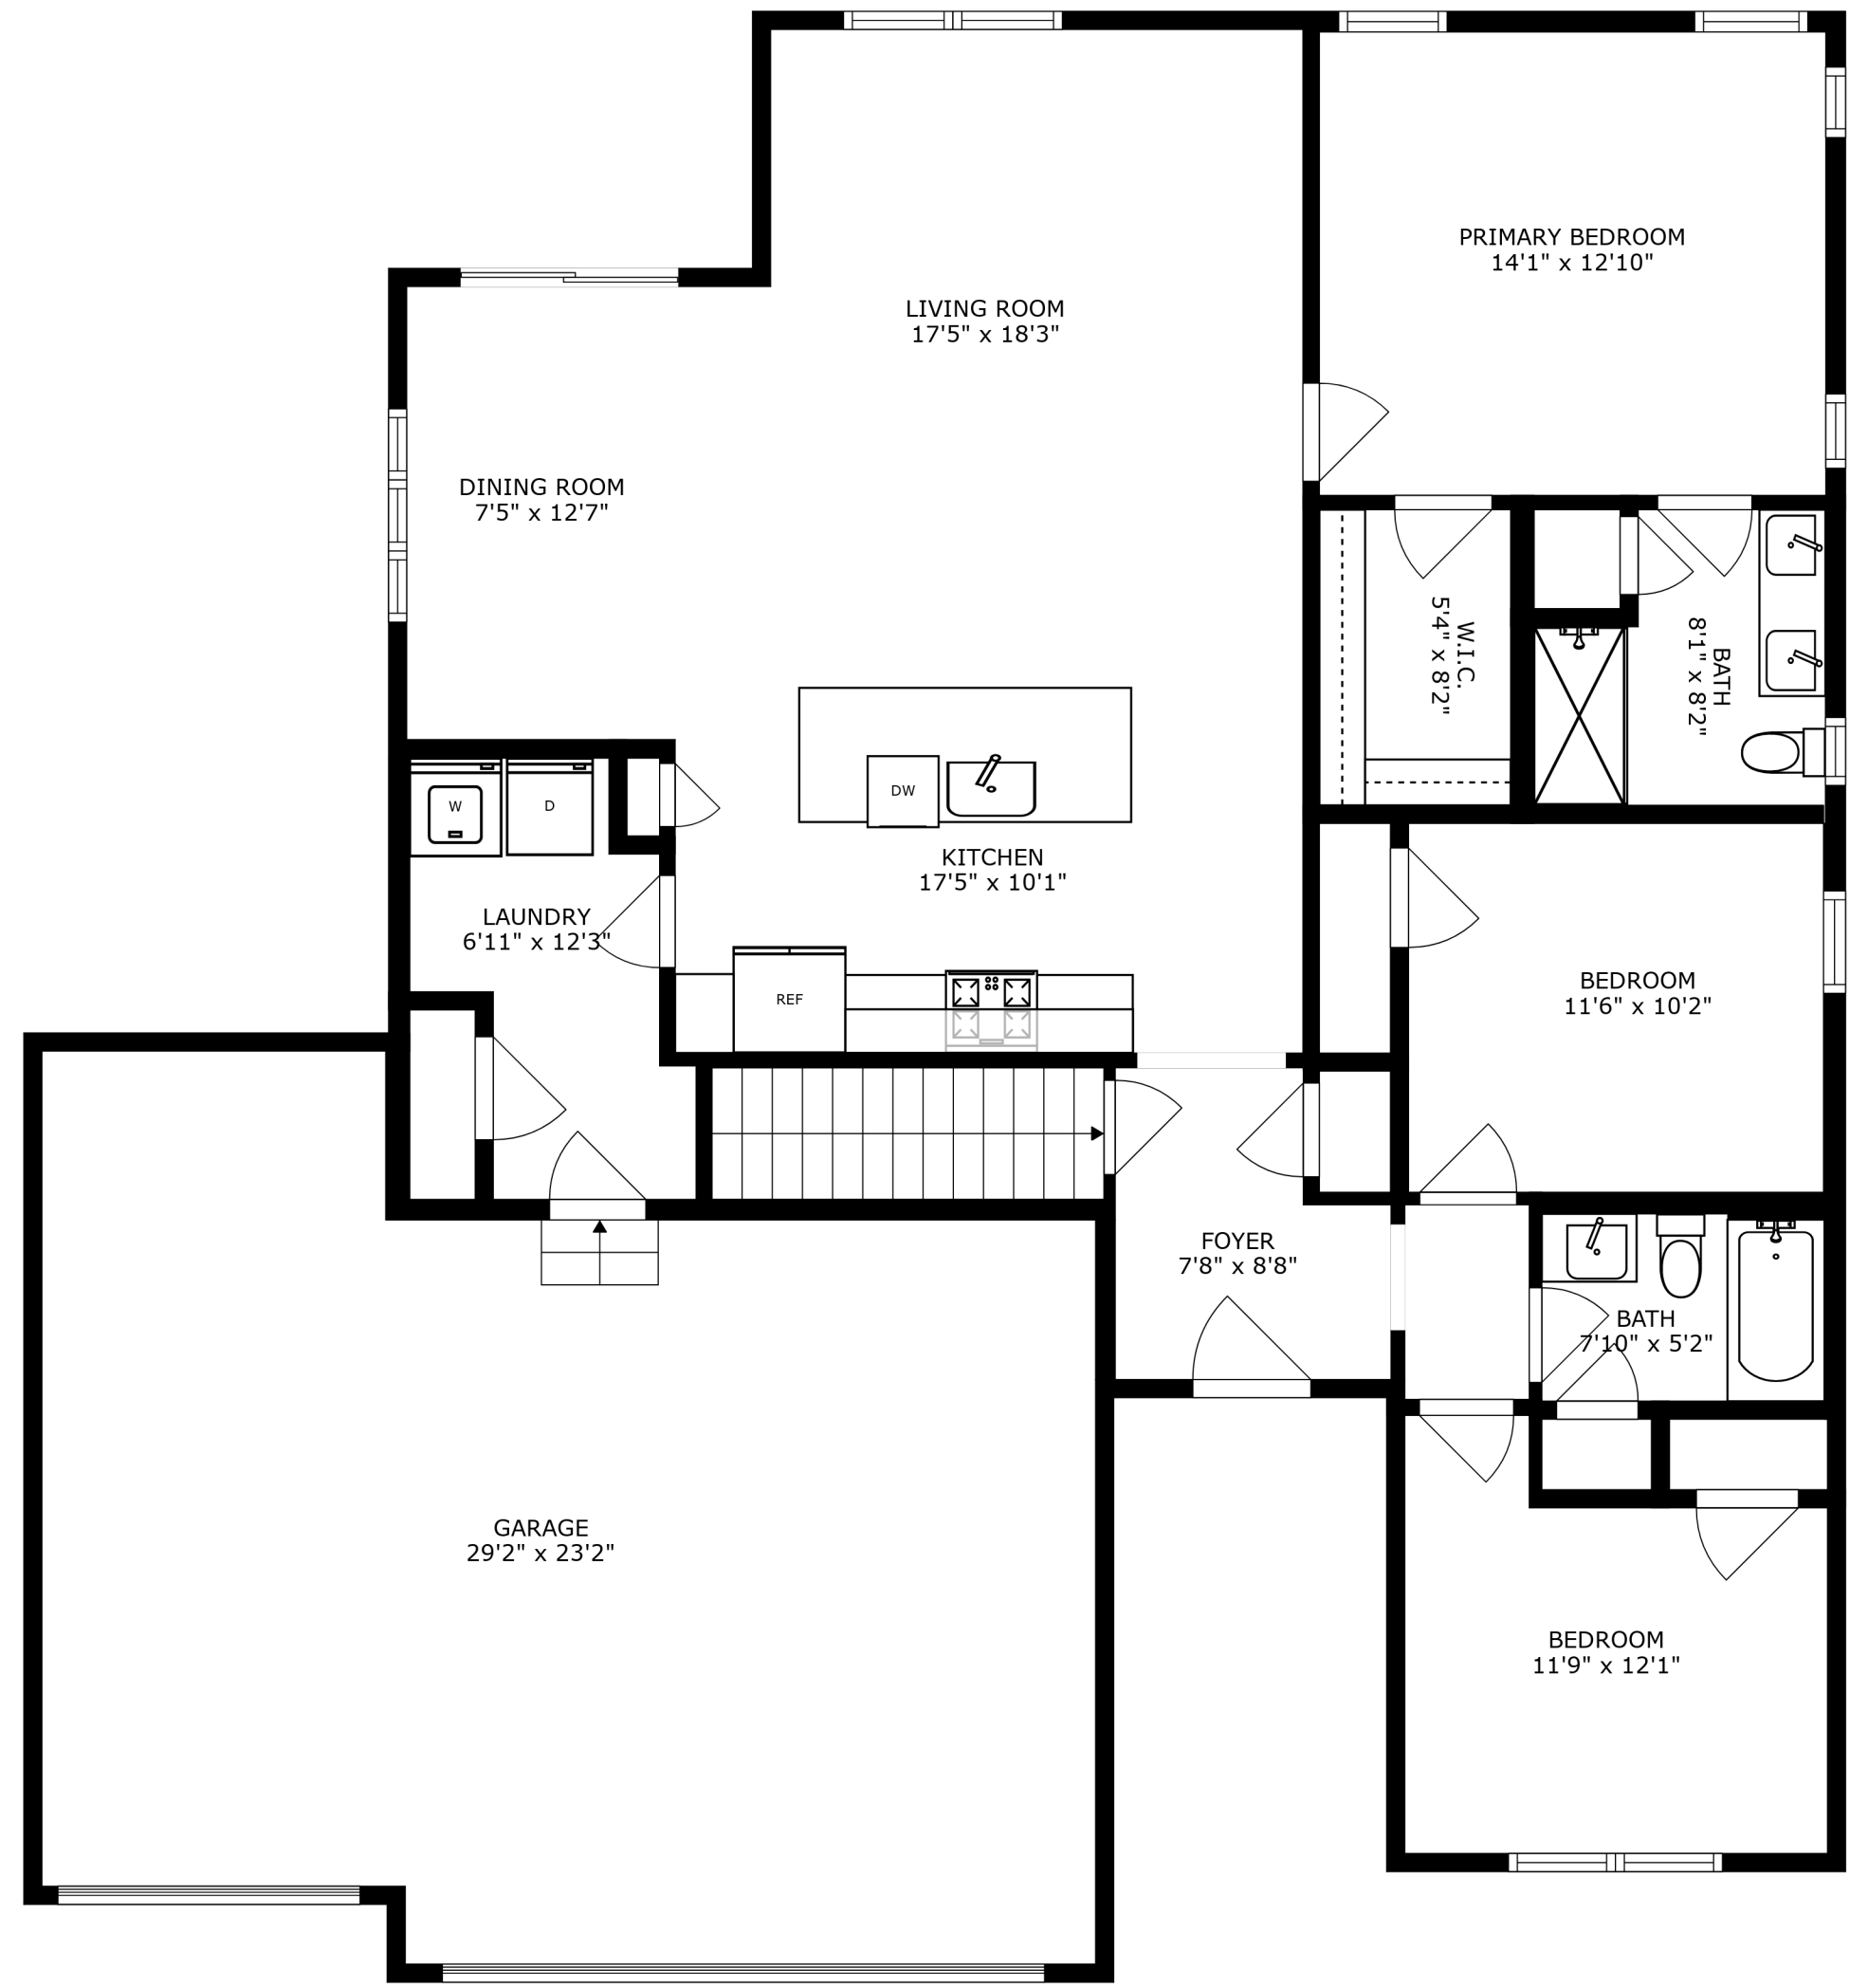 PRIMARY BEDROOM
14'1" x 12'10"
LIVING ROOM
17'5" x 18'3"
DINING ROOM
7'5" x 12'7"
W.I.C.
5'4" x 8'2"
BATH
8'1" x 8'2"
W
D
DW
KITCHEN
17'5" x 10'1"
LAUNDRY
6'11" x 12'3"
REF
BEDROOM
11'6" x 10'2"
FOYER
7'8" x 8'8"
BATH
7'10" x 5'2"
GARAGE
29'2" x 23'2"
BEDROOM
11'9" x 12'1"